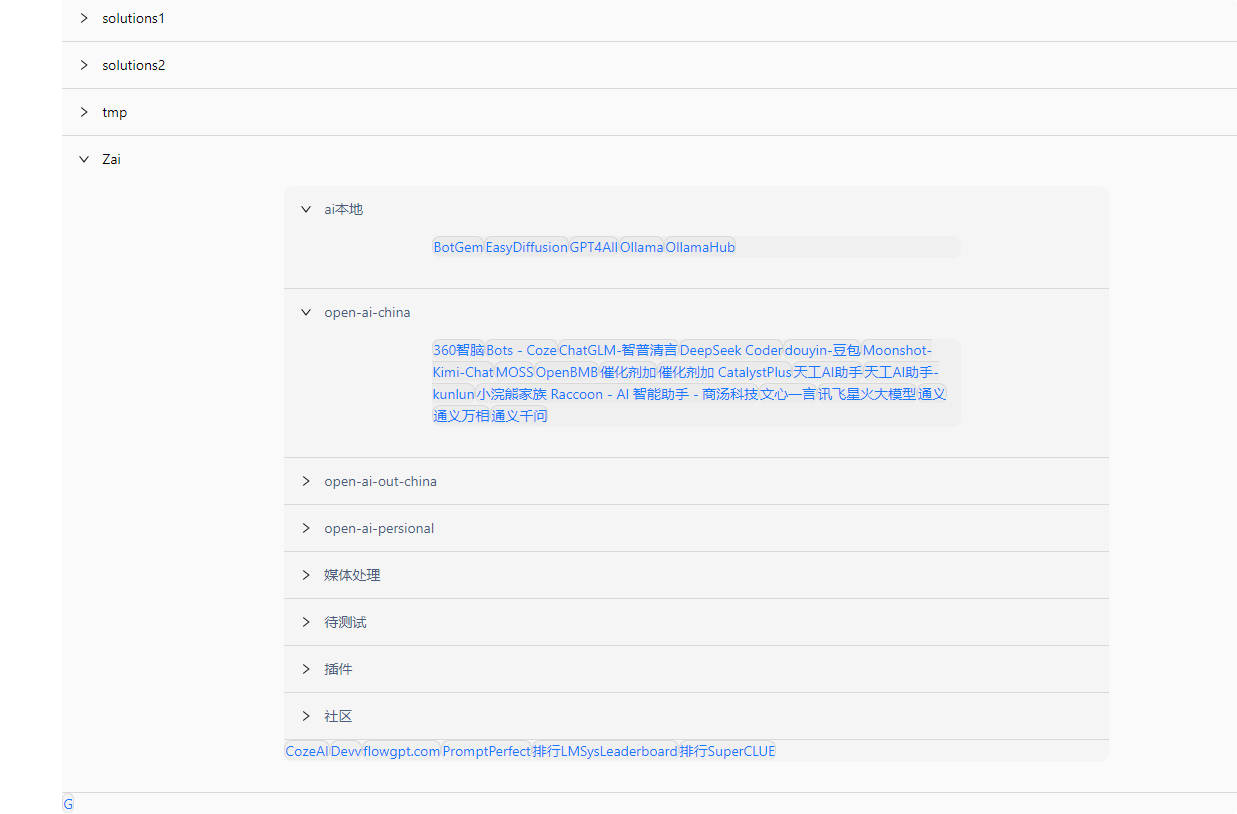 solutions1
solutions2
tmp
Zai
ai本地
BotGem EasyDiffusion GPT4All Ollama OllamaHub
open-ai-china
360智脑 Bots - Coze ChatGLM-智普清言 DeepSeek Coder douyin-豆包 Moonshot-
Kimi-Chat MOSS OpenBMB 催化剂加 催化剂加 CatalystPlus 天工AI助手 天工AI助手-
kunlun 小浣熊家族 Raccoon - AI 智能助手 - 商汤科技 文心一言 讯飞星火大模型 通义
通义万相 通义千问
open-ai-out-china
open-ai-persional
媒体处理
待测试
插件
社区
CozeAI Devv flowgpt.com PromptPerfect 排行LMSysLeaderboard 排行SuperCLUE
G